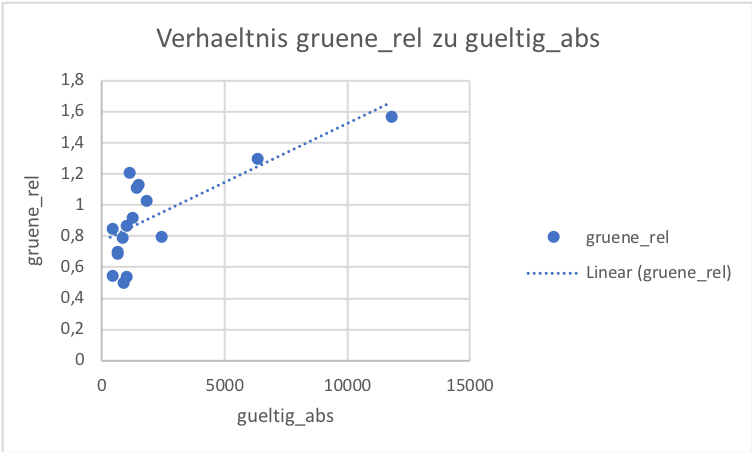 Verhaeltnis gruene_rel zu gueltig_abs
1,8
1,6
1,4
1,2
1
0,8
0,6
0,4
0,2
0
gruene_rel
0 5000 10000 15000
gueltig_abs
gruene_rel
Linear (gruene_rel)